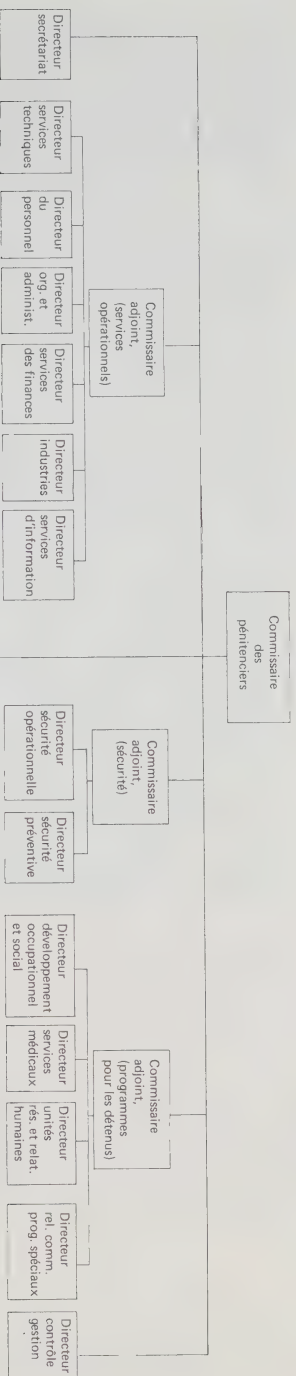 Commissaire
des
pénitenciers
Commissaire
adjoint,
(services
opérationnels)
Commissaire
adjoint,
(sécurité)
Commissaire
adjoint,
(programmes
pour les détenus)
Directeur
secrétariat
Directeur
services
techniques
Directeur
du
personnel
Directeur
org. et
administ.
Directeur
services
des finances
Directeur
industries
Directeur
services
d'information
Directeur
sécurité
opérationnelle
Directeur
sécurité
préventive
Directeur
développement
occupationnel
et social
Directeur
services
médicaux
Directeur
unités
rés. et relat.
humaines
Directeur
rel. comm.
prog. spéciaux
Directeur
contrôle
gestion